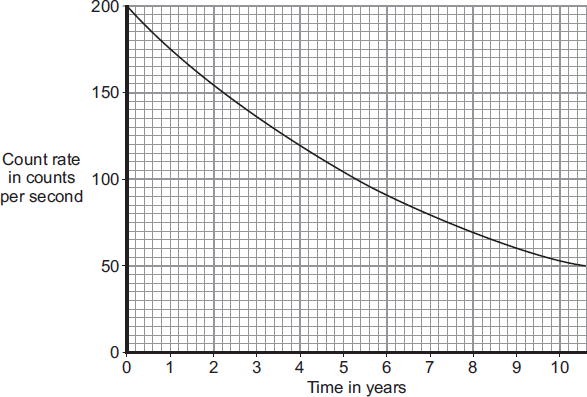 200
150
Count rate
in counts
per second
100
50
0
0 1 2 3 4 5 6 7 8 9 10
Time in years